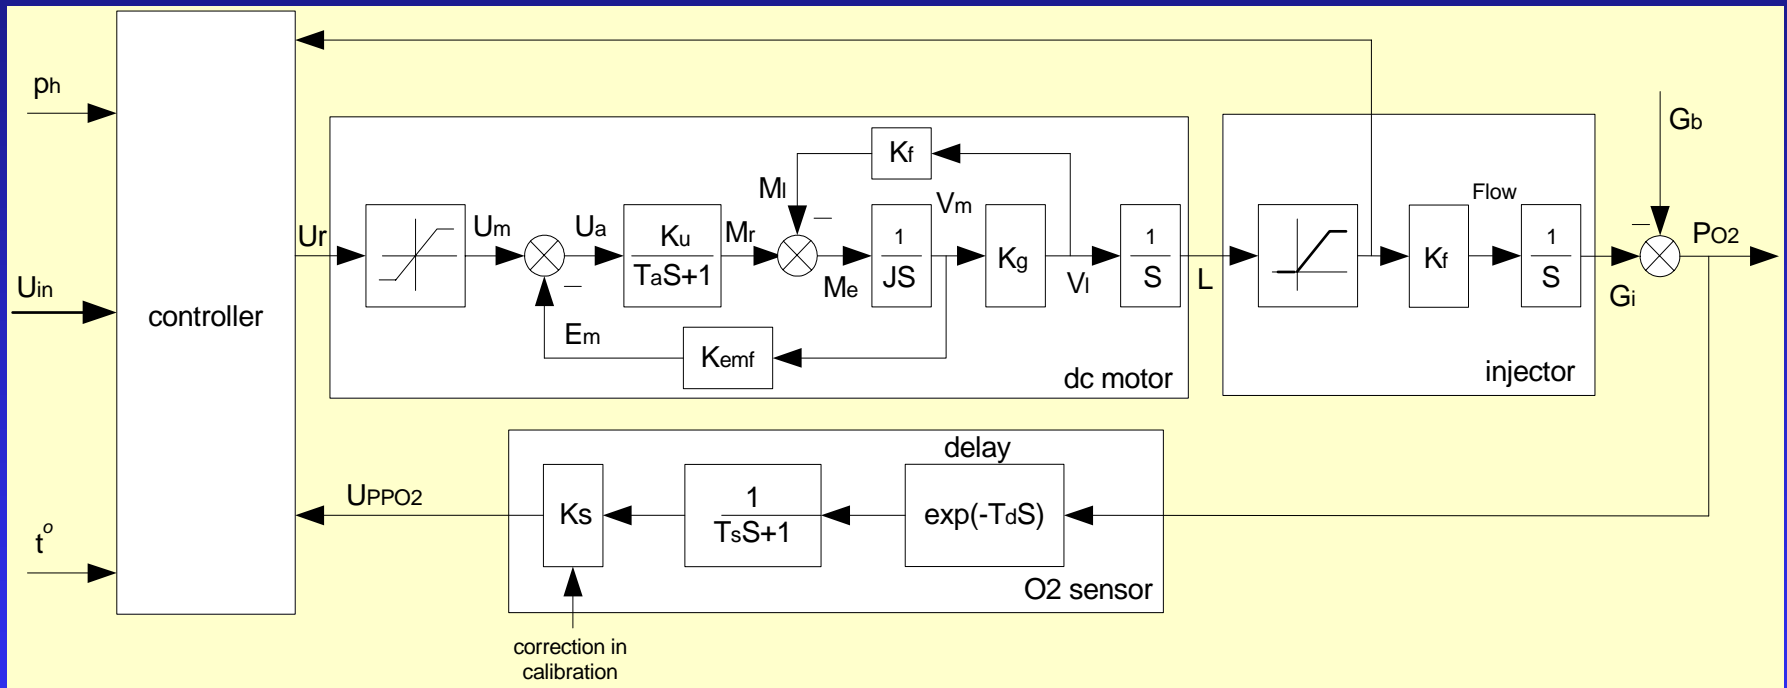 ph
Uin
t°
controller
Ur
Um
Ua
Ku
TaS+1
Em
Kemf
Mr
Ml
Kf
Me
1
JS
Vm
Kg
Vl
1
S
dc motor
L
Kf
Flow
1
S
injector
Gi
Gb
PO2
UPPO2
Ks
1
TsS+1
delay
exp(-TdS)
O2 sensor
correction in
calibration